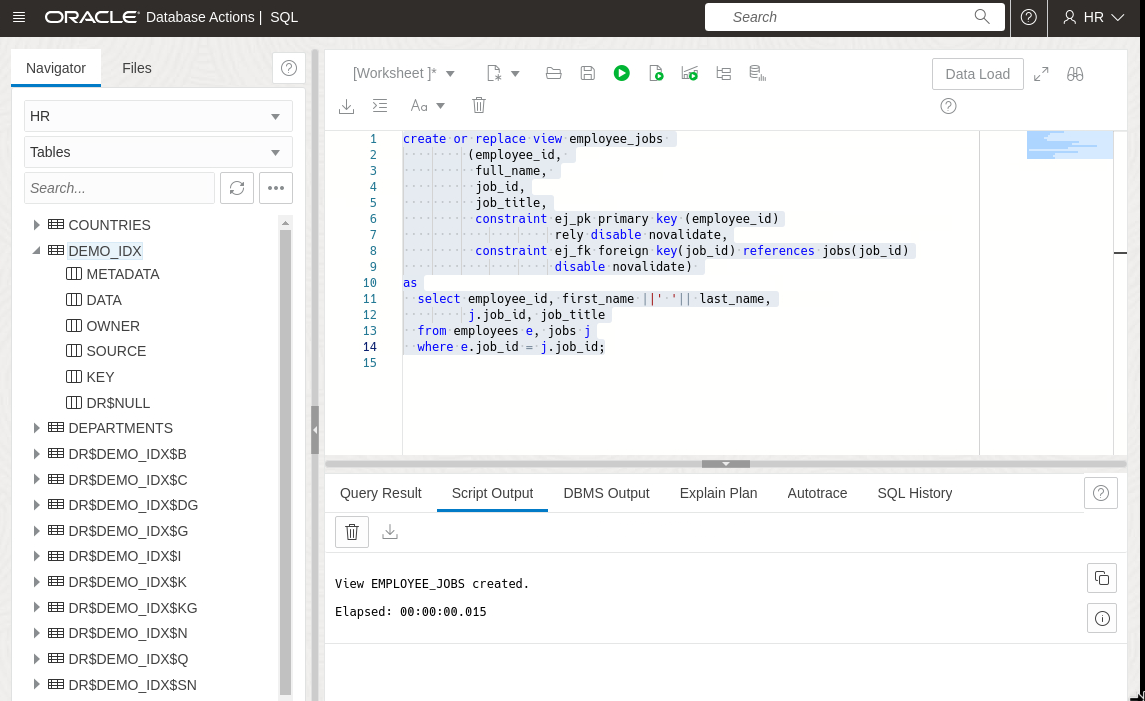 ORACLE Database Actions | SQL
Search
HR
Navigator
Files
HR
Tables
Search...
COUNTRIES
DEMO_IDX
METADATA
DATA
OWNER
SOURCE
KEY
DR$NULL
DEPARTMENTS
DR$DEMO_IDX$B
DR$DEMO_IDX$C
DR$DEMO_IDX$DG
DR$DEMO_IDX$G
DR$DEMO_IDX$I
DR$DEMO_IDX$K
DR$DEMO_IDX$KG
DR$DEMO_IDX$N
DR$DEMO_IDX$Q
DR$DEMO_IDX$SN
[Worksheet ]*
Data Load
Aa
1 create or replace view employee_jobs
2 (employee_id,
3 full_name,
4 job_id,
5 job_title,
6 constraint ej_pk primary key (employee_id)
7 rely disable novalidate,
8 constraint ej_fk foreign key(job_id) references jobs(job_id)
9 disable novalidate)
10 as
11 select employee_id, first_name ||' '|| last_name,
12 j.job_id, job_title
13 from employees e, jobs j
14 where e.job_id = j.job_id;
15
Query Result
Script Output
DBMS Output
Explain Plan
Autotrace
SQL History
View EMPLOYEE_JOBS created.
Elapsed: 00:00:00.015